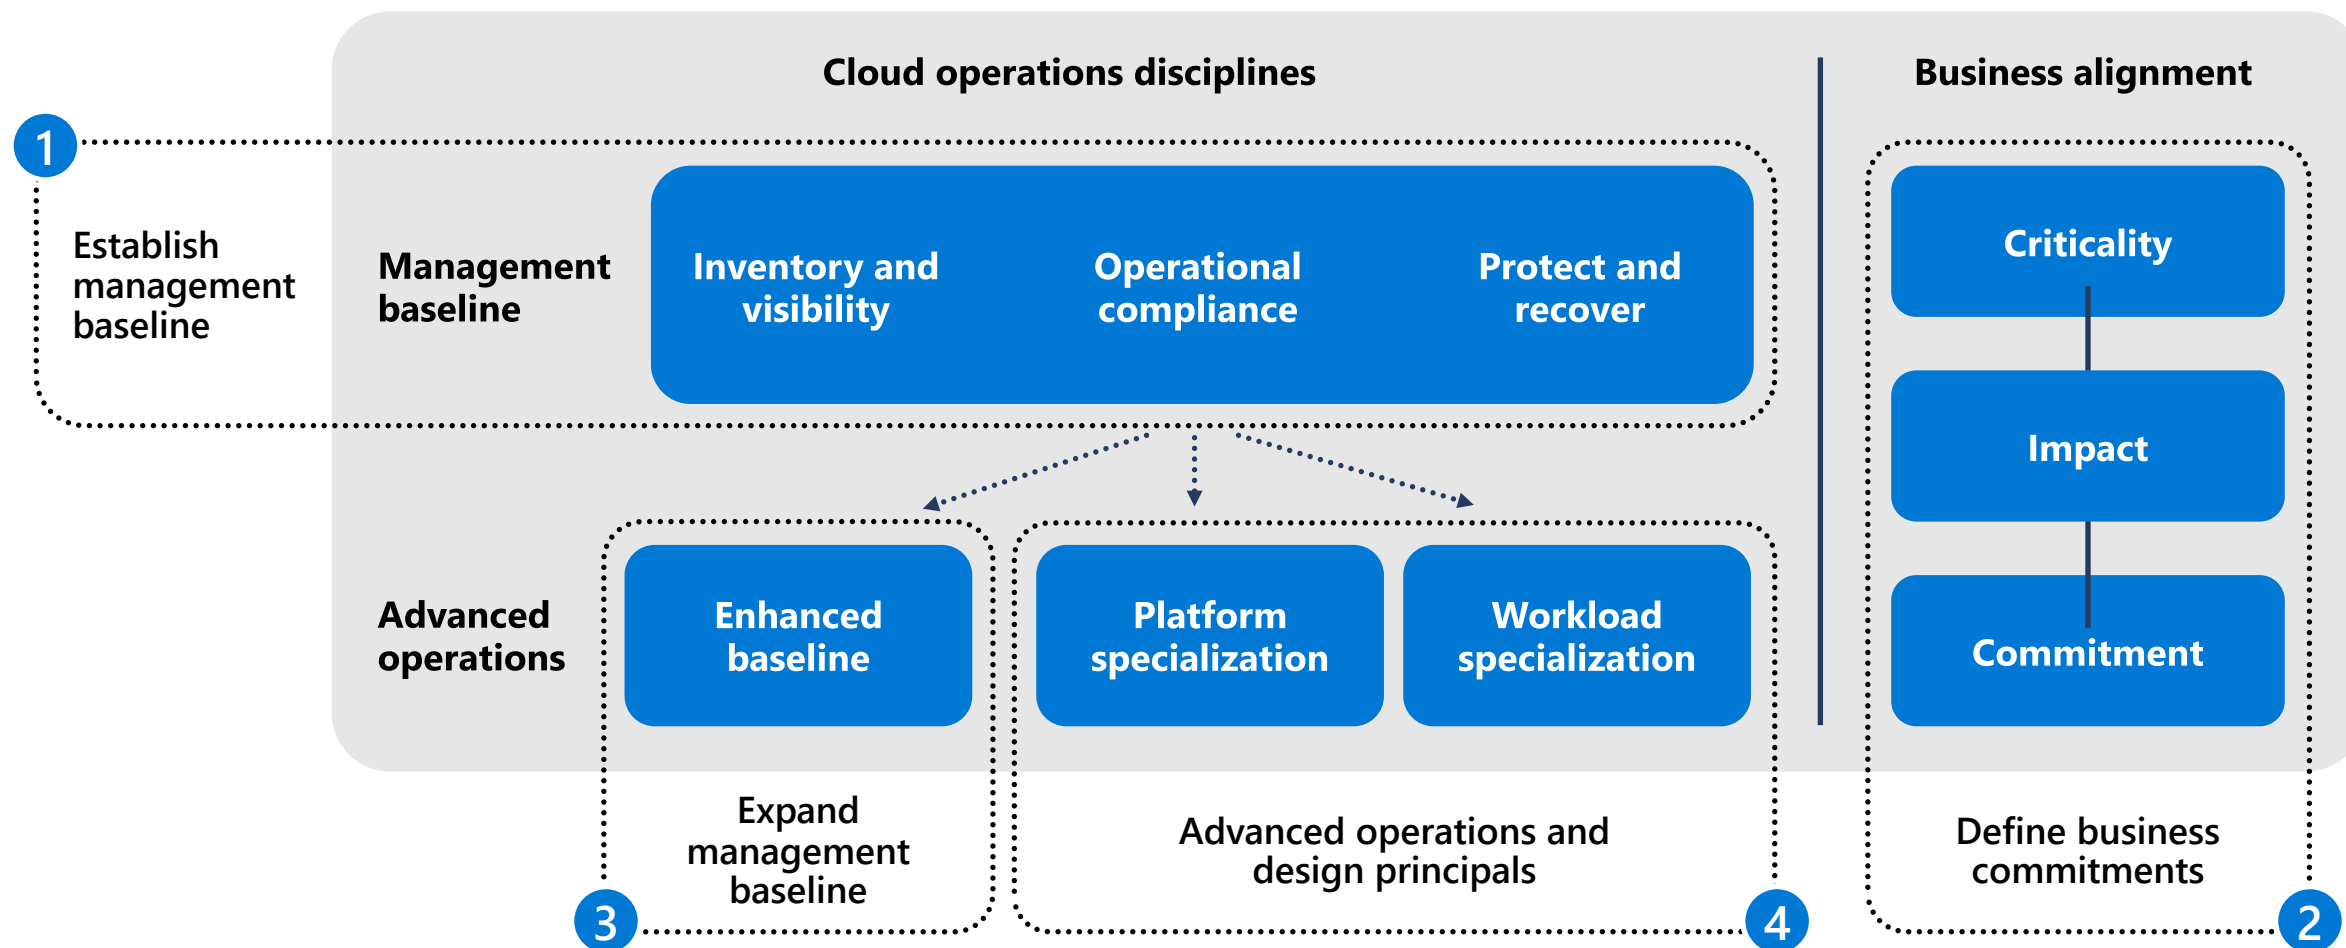 Cloud operations disciplines
Business alignment
1
Establish
management
baseline
Management
baseline
Inventory and
visibility
Operational
compliance
Protect and
recover
Criticality
Impact
Commitment
Advanced
operations
Enhanced
baseline
Platform
specialization
Workload
specialization
Expand
management
baseline
3
Advanced operations and
design principals
4
Define business
commitments
2